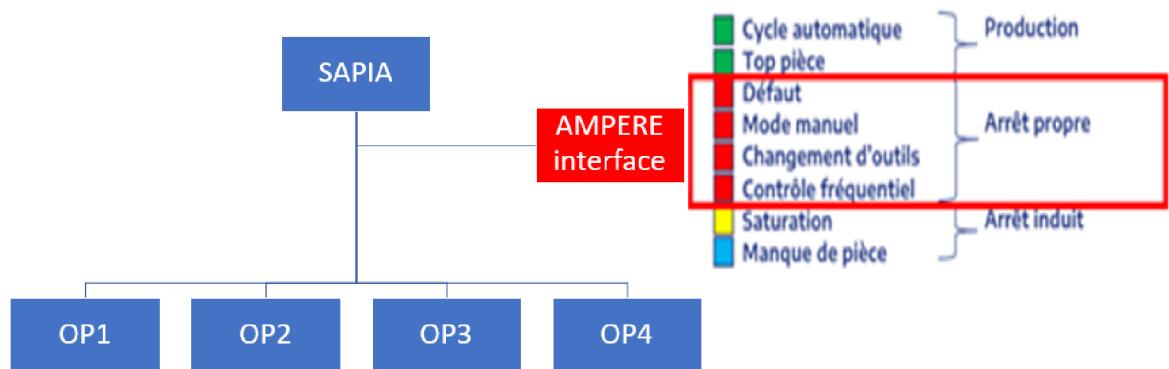 SAPIA
AMPERE
interface
OP1
OP2
OP3
OP4
Cycle automatique
Top pièce
Défaut
Mode manuel
Changement d'outils
Contrôle fréquentiel
Saturation
Manque de pièce
Production
Arrêt propre
Arrêt induit